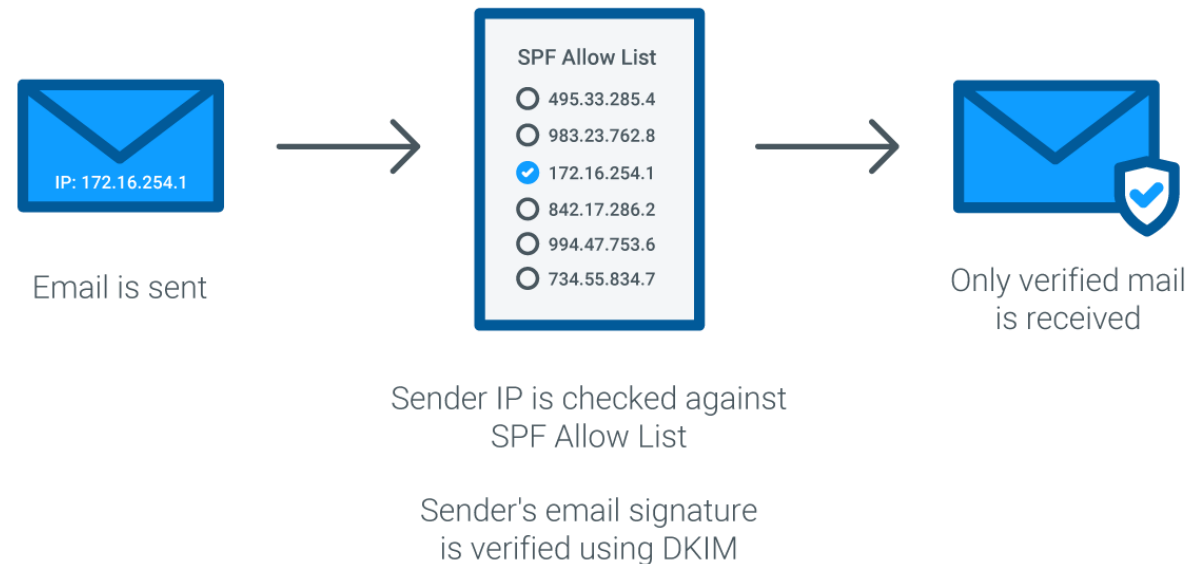 IP: 172.16.254.1
Email is sent
SPF Allow List
495.33.285.4
983.23.762.8
172.16.254.1
842.17.286.2
994.47.753.6
734.55.834.7
Sender IP is checked against
SPF Allow List
Sender's email signature
is verified using DKIM
Only verified mail
is received